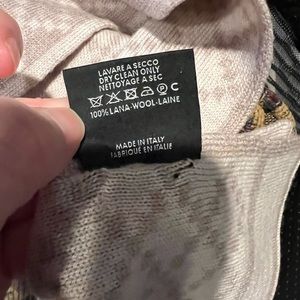 LAVARE A SECCO
DRY CLEAN ONLY
NETTOYAGE A SEC
P C
100% LANA-WOOL-LAINE
MADE IN ITALY
FABRIQUE EN ITALIE